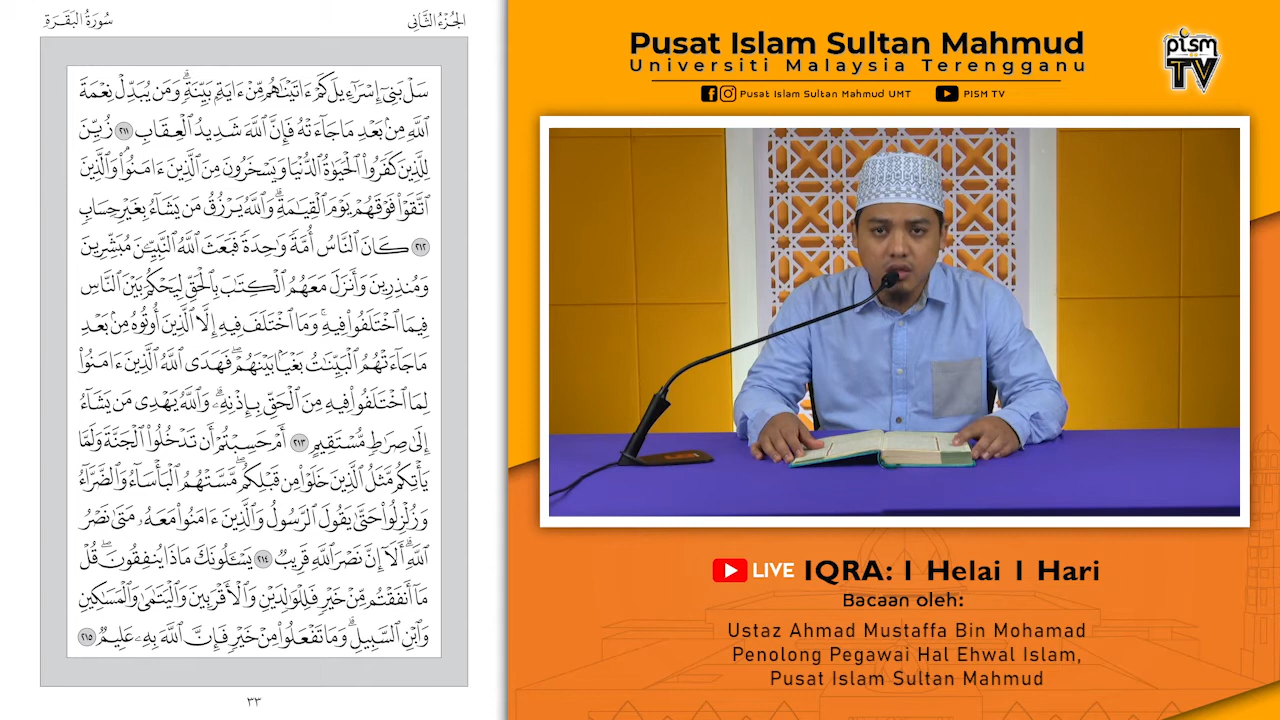 سُورَةُ البَقَرَةِ
الجُزْءُ الثَّانِي
سَلْ بَنِىٓ إِسْرَٰٓءِيلَ كَمْ ءَاتَيْنَٰهُم مِّنْ ءَايَةٍۭ بَيِّنَةٍۗ وَمَن يُبَدِّلْ نِعْمَةَ
ٱللَّهِ مِنۢ بَعْدِ مَا جَآءَتْهُ فَإِنَّ ٱللَّهَ شَدِيدُ ٱلْعِقَابِ ٢١١ زُيِّنَ
لِلَّذِينَ كَفَرُوا۟ ٱلْحَيَوٰةُ ٱلدُّنْيَا وَيَسْخَرُونَ مِنَ ٱلَّذِينَ ءَامَنُوا۟ۘ وَٱلَّذِينَ
ٱتَّقَوْا۟ فَوْقَهُمْ يَوْمَ ٱلْقِيَٰمَةِۗ وَٱللَّهُ يَرْزُقُ مَن يَشَآءُ بِغَيْرِ حِسَابٍ
٢١٢ كَانَ ٱلنَّاسُ أُمَّةً وَٰحِدَةً فَبَعَثَ ٱللَّهُ ٱلنَّبِيِّـۧنَ مُبَشِّرِينَ
وَمُنذِرِينَ وَأَنزَلَ مَعَهُمُ ٱلْكِتَٰبَ بِٱلْحَقِّ لِيَحْكُمَ بَيْنَ ٱلنَّاسِ
فِيمَا ٱخْتَلَفُوا۟ فِيهِۚ وَمَا ٱخْتَلَفَ فِيهِ إِلَّا ٱلَّذِينَ أُوتُوهُ مِنۢ بَعْدِ
مَا جَآءَتْهُمُ ٱلْبَيِّنَٰتُ بَغْيًۢا بَيْنَهُمْۖ فَهَدَى ٱللَّهُ ٱلَّذِينَ ءَامَنُوا۟
لِمَا ٱخْتَلَفُوا۟ فِيهِ مِنَ ٱلْحَقِّ بِإِذْنِهِۦۗ وَٱللَّهُ يَهْدِى مَن يَشَآءُ
إِلَىٰ صِرَٰطٍ مُّسْتَقِيمٍ ٢١٣ أَمْ حَسِبْتُمْ أَن تَدْخُلُوا۟ ٱلْجَنَّةَ وَلَمَّا
يَأْتِكُم مَّثَلُ ٱلَّذِينَ خَلَوْا۟ مِن قَبْلِكُمۖ مَّسَّتْهُمُ ٱلْبَأْسَآءُ وَٱلضَّرَّآءُ
وَزُلْزِلُوا۟ حَتَّىٰ يَقُولَ ٱلرَّسُولُ وَٱلَّذِينَ ءَامَنُوا۟ مَعَهُۥ مَتَىٰ نَصْرُ
ٱللَّهِۗ أَلَآ إِنَّ نَصْرَ ٱللَّهِ قَرِيبٌ ٢١٤ يَسْـَٔلُونَكَ مَاذَا يُنفِقُونَۖ قُلْ
مَآ أَنفَقْتُم مِّنْ خَيْرٍ فَلِلْوَٰلِدَيْنِ وَٱلْأَقْرَبِينَ وَٱلْيَتَٰمَىٰ وَٱلْمَسَٰكِينِ
وَٱبْنِ ٱلسَّبِيلِۗ وَمَا تَفْعَلُوا۟ مِنْ خَيْرٍ فَإِنَّ ٱللَّهَ بِهِۦ عَلِيمٌ ٢١٥
٣٣
Pusat Islam Sultan Mahmud
Universiti Malaysia Terengganu
Pusat Islam Sultan Mahmud UMT PISM TV
pism
TV
LIVE IQRA: 1 Helai 1 Hari
Bacaan oleh:
Ustaz Ahmad Mustaffa Bin Mohamad
Penolong Pegawai Hal Ehwal Islam,
Pusat Islam Sultan Mahmud